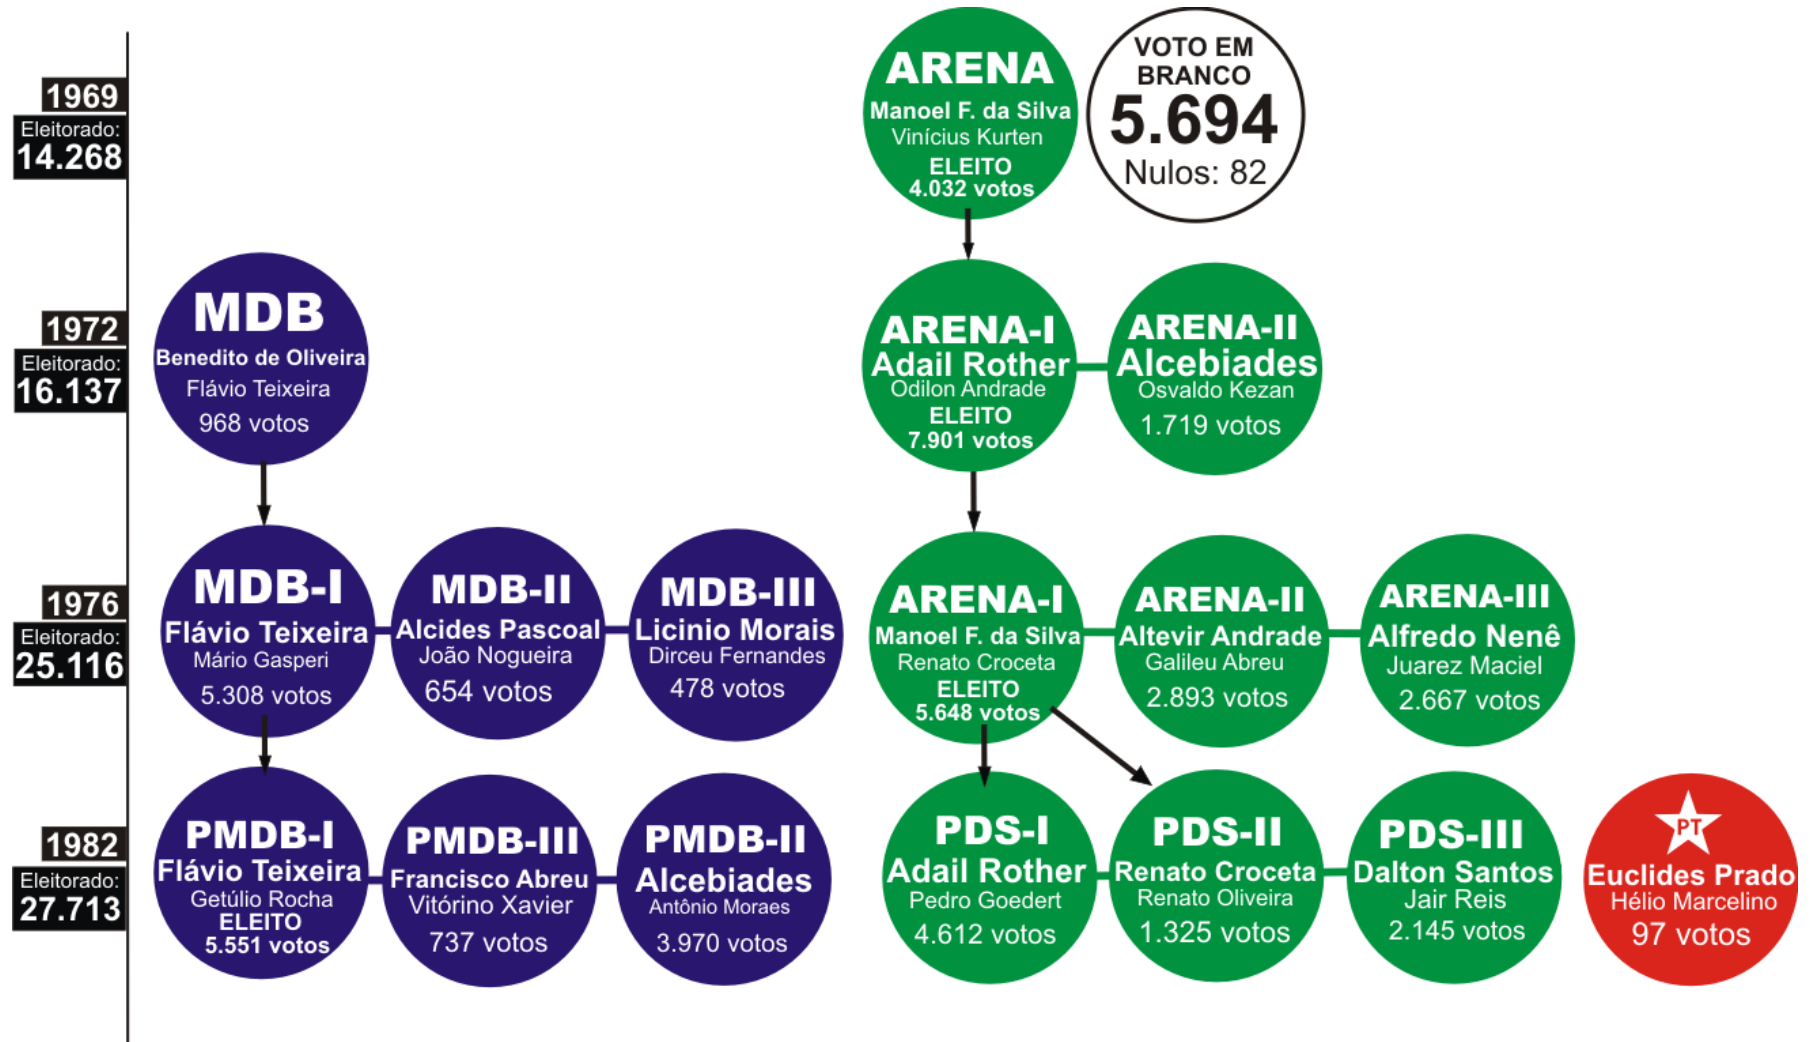 1969
Eleitorado:
14.268
ARENA
Manoel F. da Silva
Vinícius Kurten
ELEITO
4.032 votos
VOTO EM
BRANCO
5.694
Nulos: 82
1972
Eleitorado:
16.137
MDB
Benedito de Oliveira
Flávio Teixeira
968 votos
ARENA-I
Adail Rother
Odilon Andrade
ELEITO
7.901 votos
ARENA-II
Alcebiades
Osvaldo Kezan
1.719 votos
1976
Eleitorado:
25.116
MDB-I
Flávio Teixeira
Mário Gasperi
5.308 votos
MDB-II
Alcides Pascoal
João Nogueira
654 votos
MDB-III
Licinio Morais
Dirceu Fernandes
478 votos
ARENA-I
Manoel F. da Silva
Renato Croceta
ELEITO
5.648 votos
ARENA-II
Altevir Andrade
Galileu Abreu
2.893 votos
ARENA-III
Alfredo Nenê
Juarez Maciel
2.667 votos
1982
Eleitorado:
27.713
PMDB-I
Flávio Teixeira
Getúlio Rocha
ELEITO
5.551 votos
PMDB-III
Francisco Abreu
Vitórino Xavier
737 votos
PMDB-II
Alcebiades
Antônio Moraes
3.970 votos
PDS-I
Adail Rother
Pedro Goedert
4.612 votos
PDS-II
Renato Croceta
Renato Oliveira
1.325 votos
PDS-III
Dalton Santos
Jair Reis
2.145 votos
PT
Euclides Prado
Hélio Marcelino
97 votos